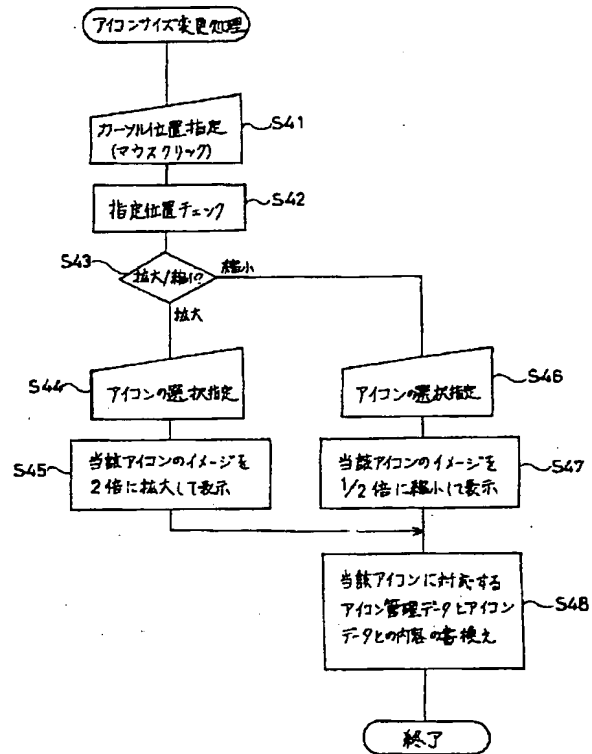 アイコンサイズ変更処理
カーソル位置指定
(マウスクリック)
S41
指定位置チェック
S42
S43
拡大/縮小?
縮小
拡大
S44
アイコンの選択指定
アイコンの選択指定
S46
S45
当該アイコンのイメージを
2倍に拡大して表示
当該アイコンのイメージを
1/2倍に縮小して表示
S47
当該アイコンに対応する
アイコン管理データとアイコン
データとの内容の書換え
S48
終了